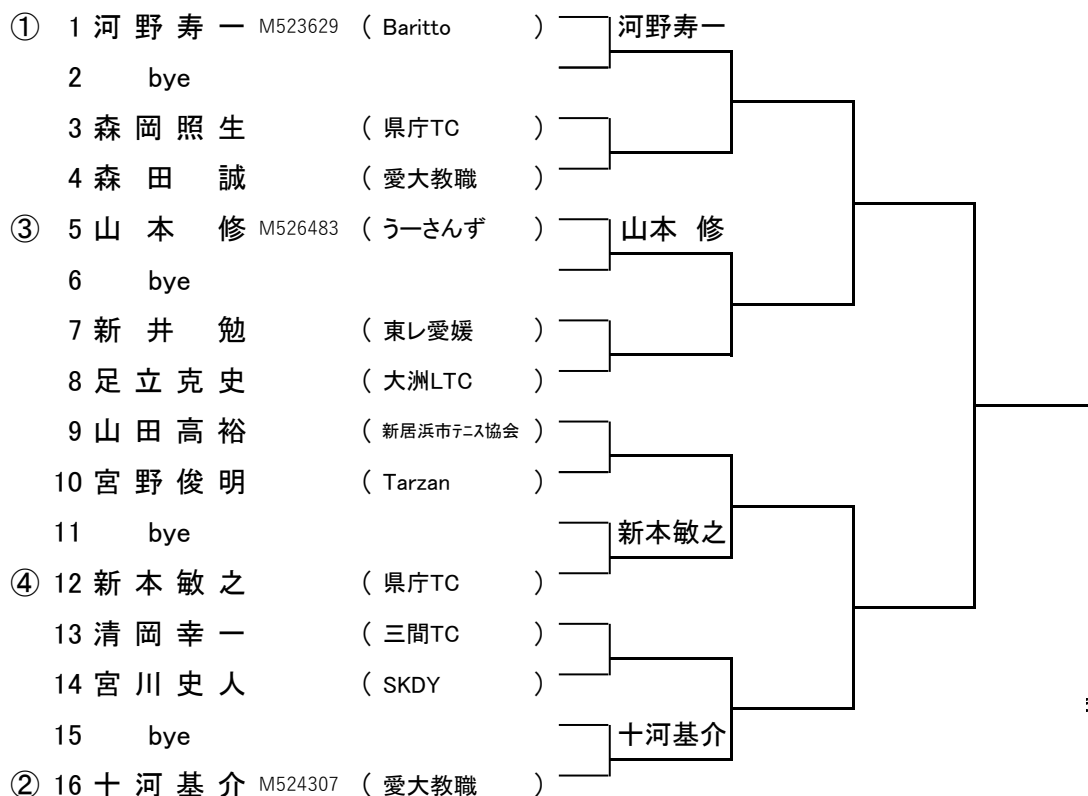 ① 1 河野寿一 M523629 ( Baritto ) 河野寿一
2 bye
3 森岡照生 ( 県庁TC )
4 森田 誠 ( 愛大教職 )
③ 5 山本 修 M526483 ( うーさんず ) 山本 修
6 bye
7 新井 勉 ( 東レ愛媛 )
8 足立克史 ( 大洲LTC )
9 山田高裕 ( 新居浜市テニス協会 )
10 宮野俊明 ( Tarzan )
11 bye 新本敏之
④ 12 新本敏之 ( 県庁TC )
13 清岡幸一 ( 三間TC )
14 宮川史人 ( SKDY )
15 bye 十河基介
② 16 十河基介 M524307 ( 愛大教職 )